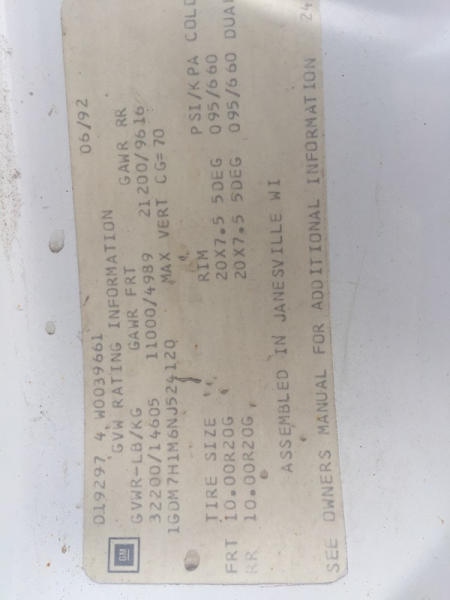 D19297 4 W0039661 06/92
GVW RATING INFORMATION
GVWR-LB/KG GAWR FRT GAWR RR
32200/14605 11000/4989 21200/9616
1GDM7H1M6NJ524120 MAX VERT CG=70
TIRE SIZE RIM PSI/KPA COLD
FRT 10.00R20G 20X7.5 5DEG 095/660
RR 10.00R20G 20X7.5 5DEG 095/660 DUAL
ASSEMBLED IN JANESVILLE WI
SEE OWNERS MANUAL FOR ADDITIONAL INFORMATION 24
GM